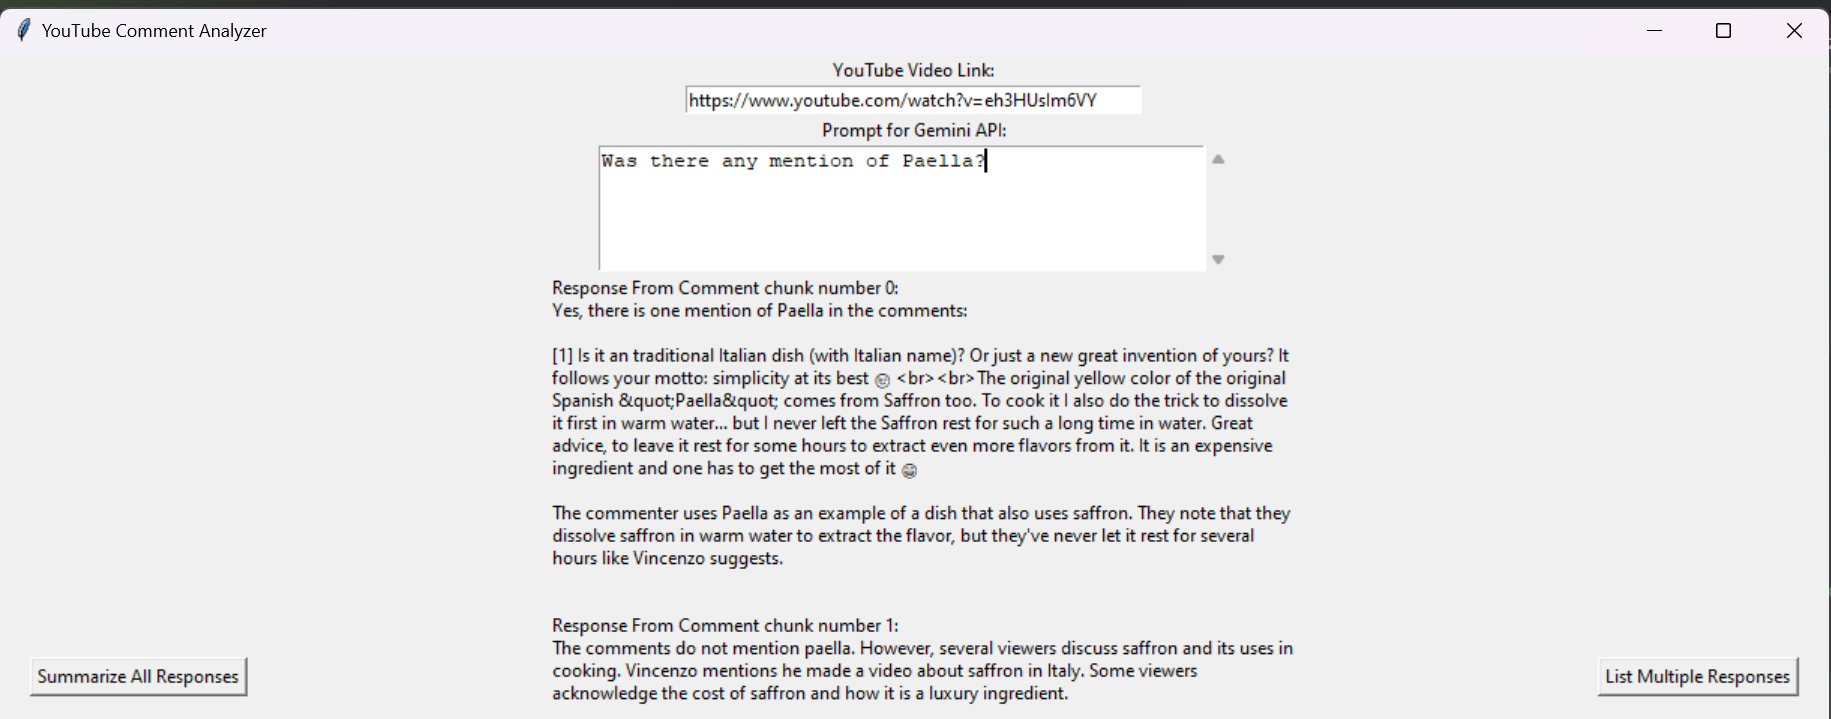 YouTube Comment Analyzer
YouTube Video Link:
https://www.youtube.com/watch?v=eh3HUsIm6VY
Prompt for Gemini API:
Was there any mention of Paella?
Response From Comment chunk number 0:
Yes, there is one mention of Paella in the comments:
[1] Is it an traditional Italian dish (with Italian name)? Or just a new great invention of yours? It
follows your motto: simplicity at its best 😊 <br><br>The original yellow color of the original
Spanish &quot;Paella&quot; comes from Saffron too. To cook it I also do the trick to dissolve
it first in warm water... but I never left the Saffron rest for such a long time in water. Great
advice, to leave it rest for some hours to extract even more flavors from it. It is an expensive
ingredient and one has to get the most of it 😁
The commenter uses Paella as an example of a dish that also uses saffron. They note that they
dissolve saffron in warm water to extract the flavor, but they've never let it rest for several
hours like Vincenzo suggests.
Response From Comment chunk number 1:
The comments do not mention paella. However, several viewers discuss saffron and its uses in
cooking. Vincenzo mentions he made a video about saffron in Italy. Some viewers
acknowledge the cost of saffron and how it is a luxury ingredient.
Summarize All Responses
List Multiple Responses